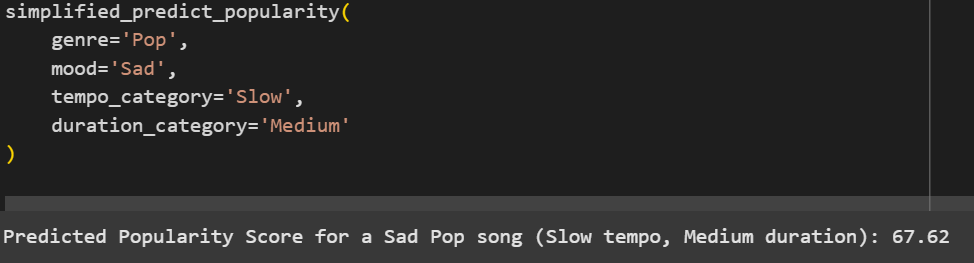 simplified_predict_popularity(
    genre='Pop',
    mood='Sad',
    tempo_category='Slow',
    duration_category='Medium'
)
Predicted Popularity Score for a Sad Pop song (Slow tempo, Medium duration): 67.62